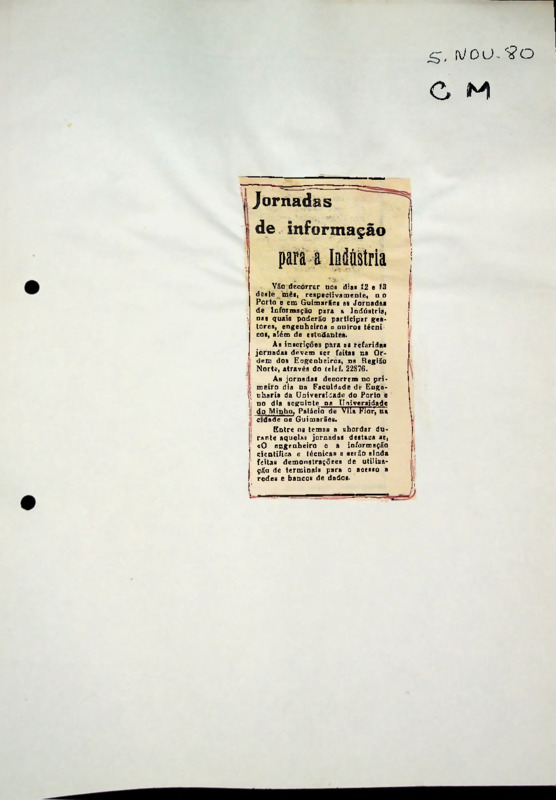 5. NOV. 80
C M
Jornadas
de informação
para a Indústria
Vão decorrer nos dias 12 e 13
deste mês, respectivamente, no
Porto e em Guimarães as Jornadas
de Informação para a Indústria,
nas quais poderão participar ges-
tores, engenheiros e outros técni-
cos, além de estudantes.
As inscrições para as referidas
jornadas devem ser feitas na Or-
dem dos Engenheiros, na Região
Norte, através do telef. 22876.
As jornadas decorrem no pri-
meiro dia na Faculdade de Enge-
nharia da Universidade do Porto e
no dia seguinte na Universidade
do Minho, Palácio de Vila Flor, na
cidade de Guimarães.
Entre os temas a abordar du-
rante aquelas jornadas destaca se,
«O engenheiro e a informação
científica e técnica» e serão ainda
feitas demonstrações de utiliza-
ção de terminais para o acesso a
redes e bancos de dados.